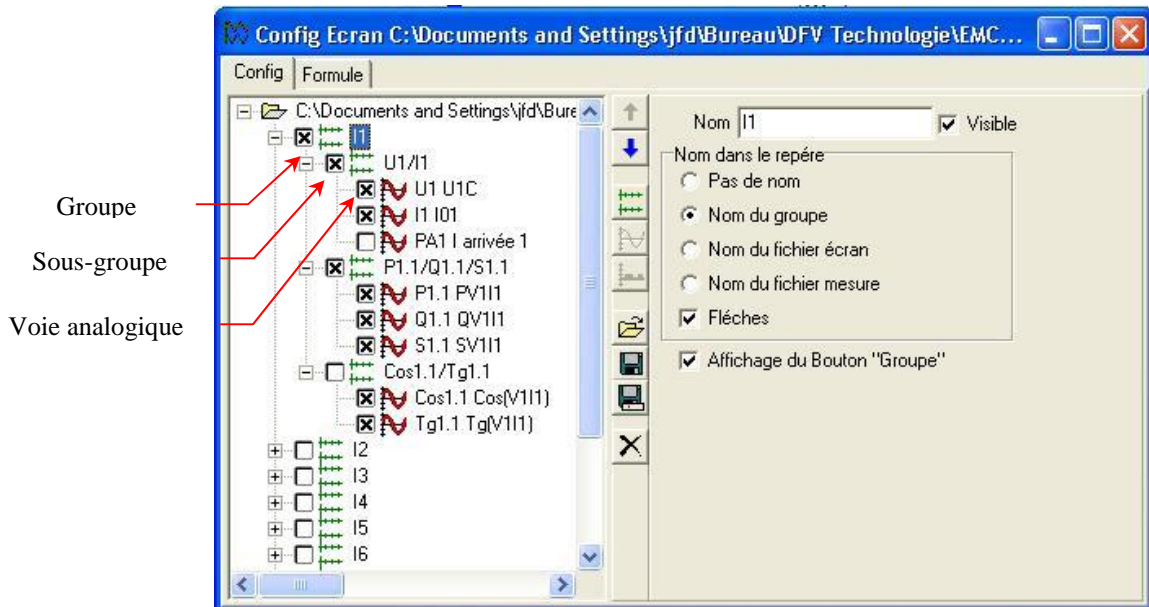 Config Ecran C:\Documents and Settings\jfd\Bureau\DFV Technologie\EMC...
Config
Formule
C:\Documents and Settings\jfd\Bure
I1
U1/I1
U1 U1C
I1 I01
PA1 I arrivée 1
P1.1/Q1.1/S1.1
P1.1 PV1I1
Q1.1 QV1I1
S1.1 SV1I1
Cos1.1/Tg1.1
Cos1.1 Cos(V1I1)
Tg1.1 Tg(V1I1)
I2
I3
I4
I5
I6
Groupe
Sous-groupe
Voie analogique
Nom I1
Visible
Nom dans le repére
Pas de nom
Nom du groupe
Nom du fichier écran
Nom du fichier mesure
Fléches
Affichage du Bouton "Groupe"